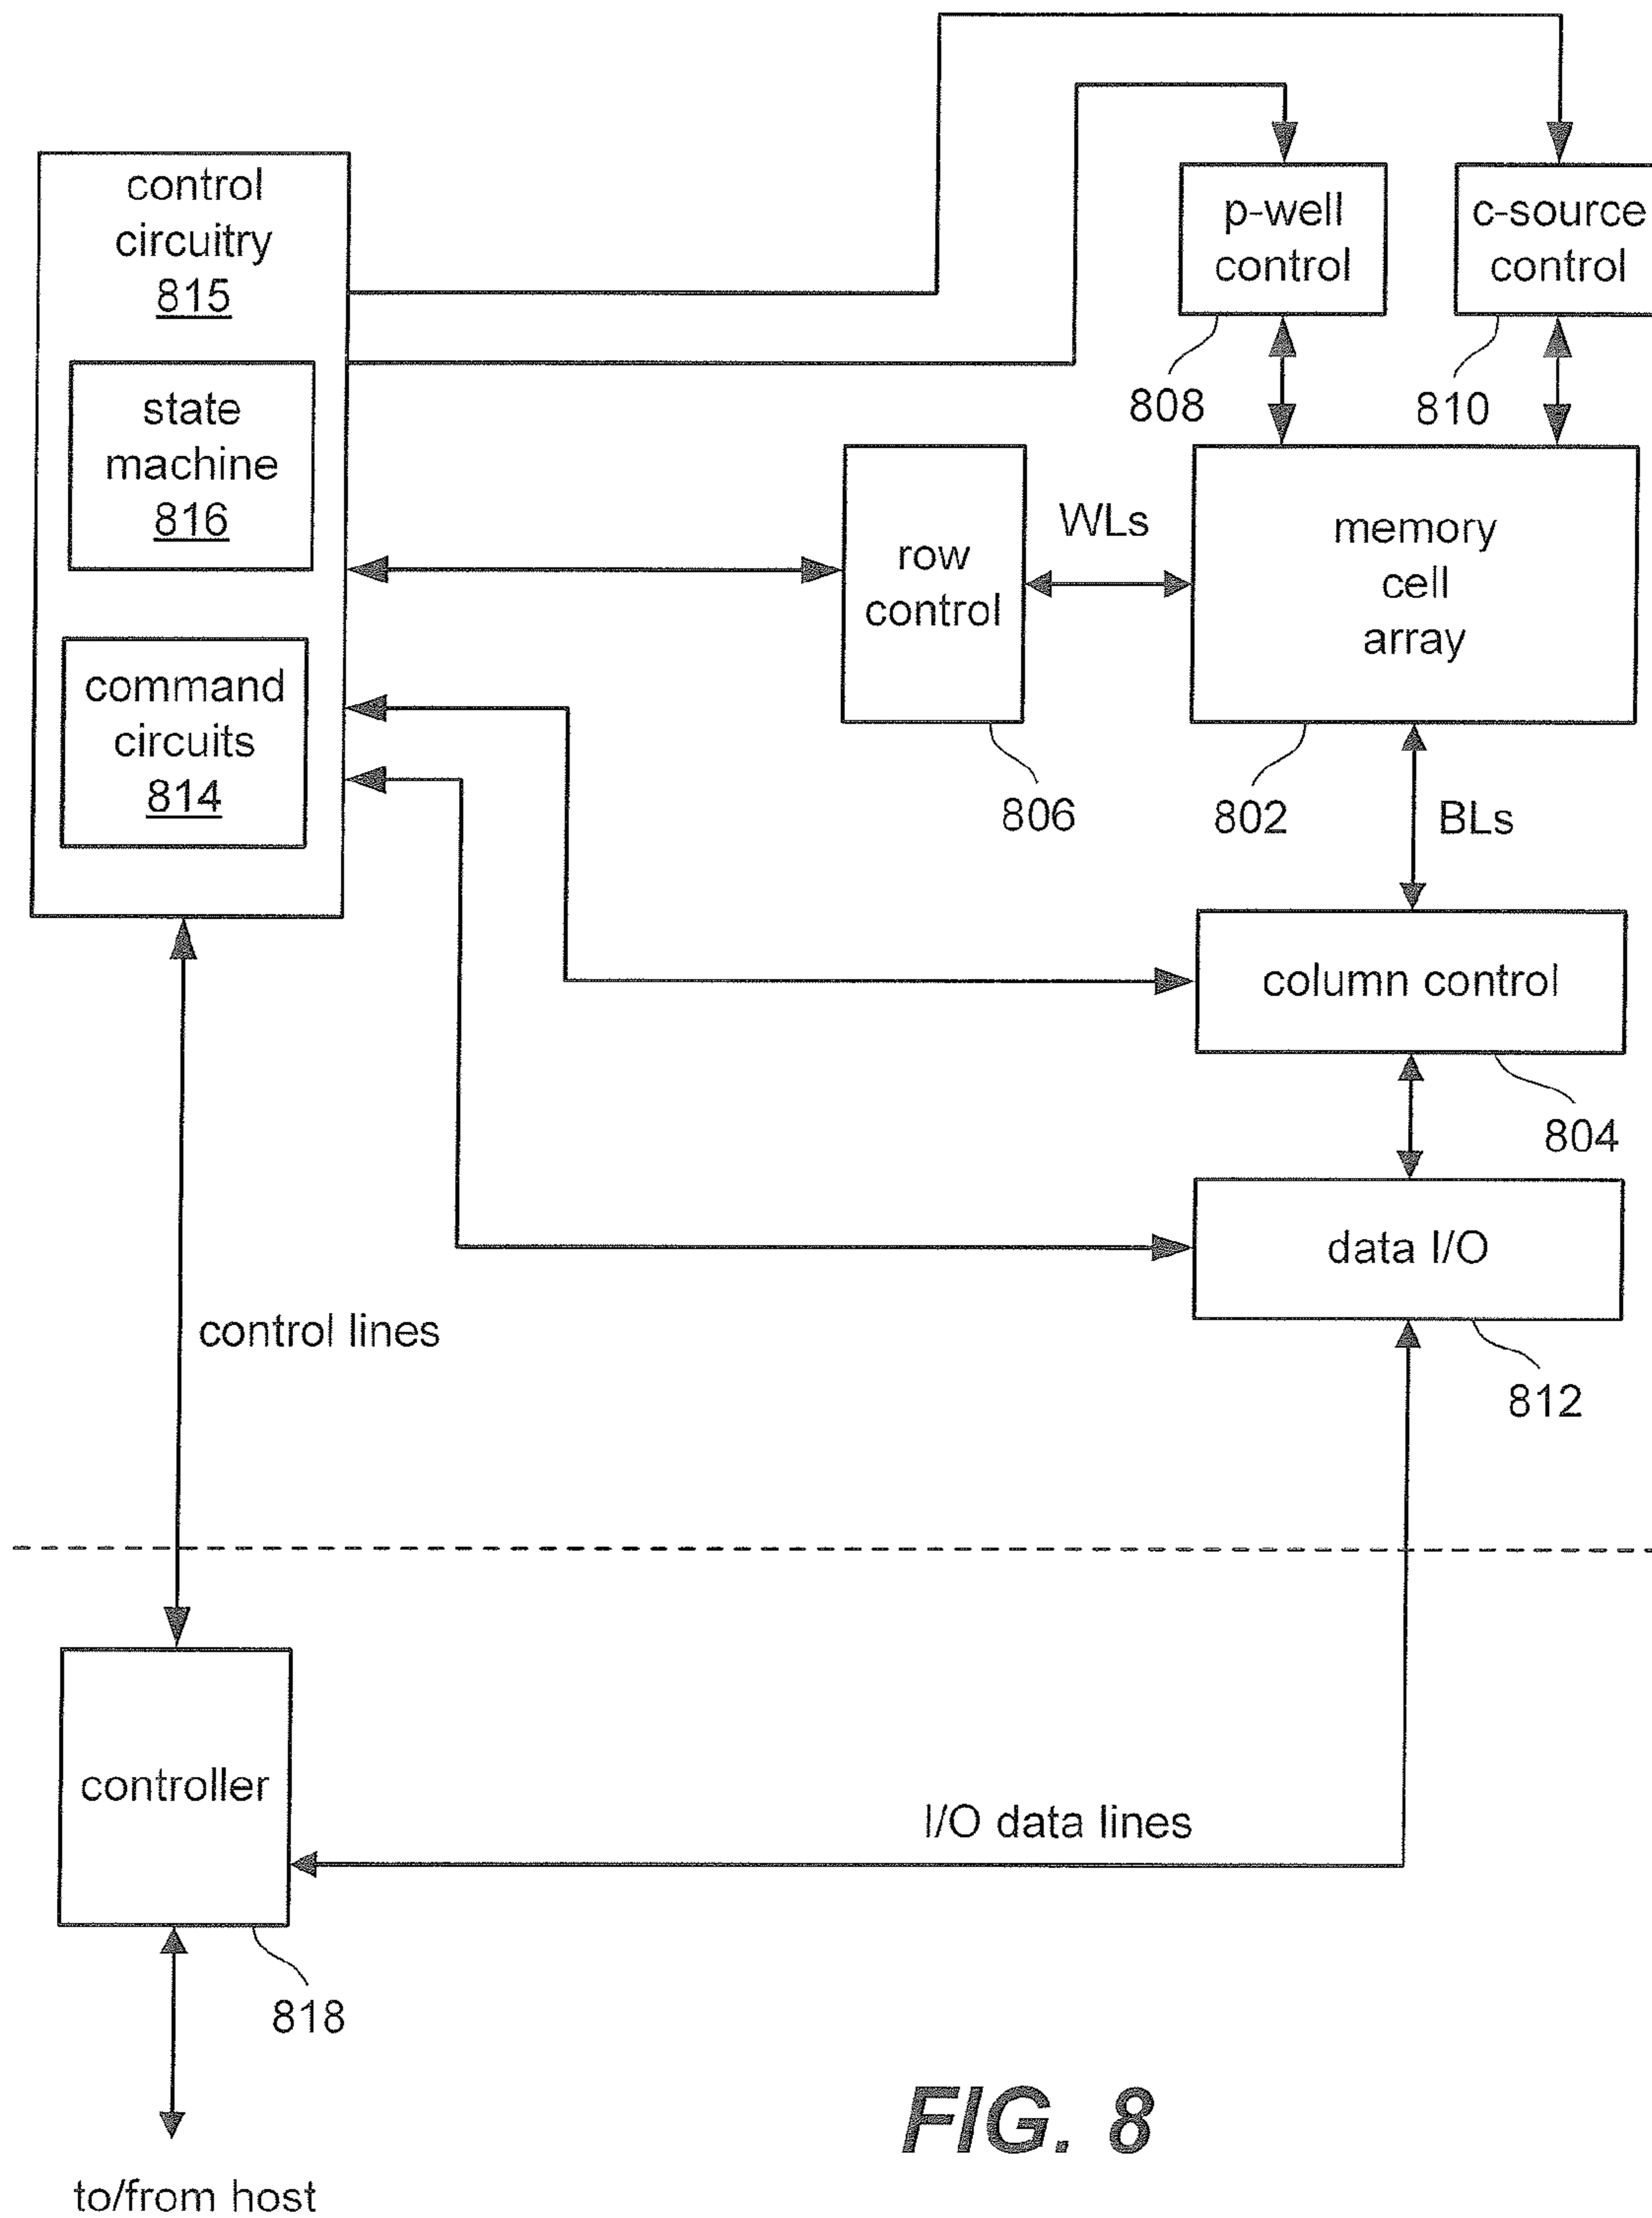 control
circuitry
815
state
machine
816
command
circuits
814
p-well
control
808
c-source
control
810
row
control
806
WLs
memory
cell
array
802
BLs
column control
804
data I/O
812
control lines
controller
818
I/O data lines
to/from host
FIG. 8